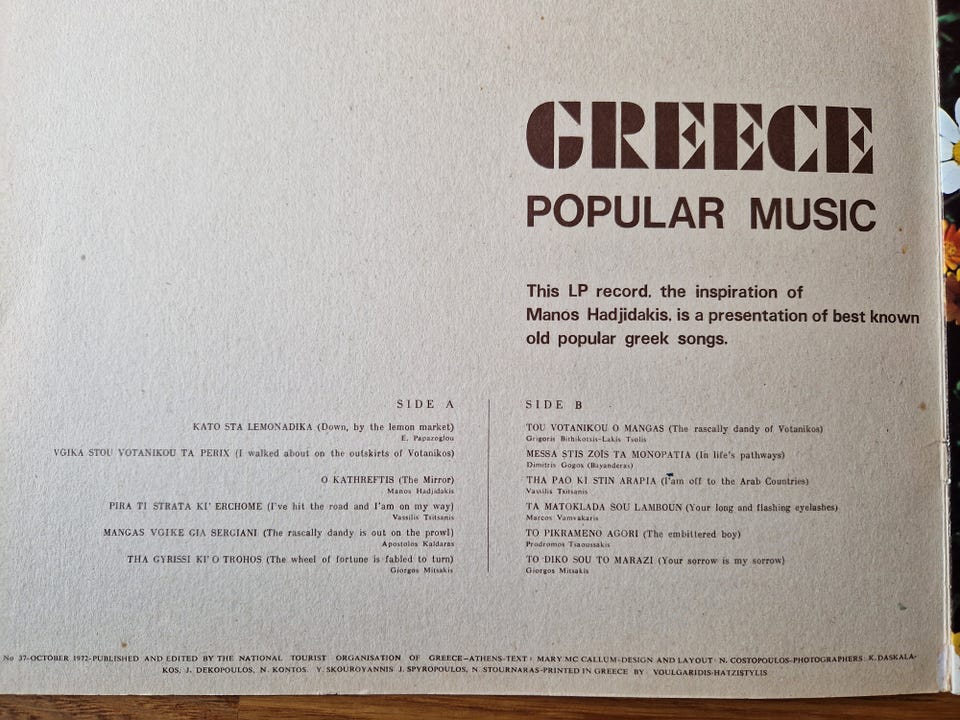 GREECE
POPULAR MUSIC
This LP record. the inspiration of
Manos Hadjidakis. is a presentation of best known
old popular greek songs.
SIDE A
KATO STA LEMONADIKA (Down, by the lemon market)
E. Papazoglou
VGIKA STOU VOTANIKOU TA PERIX (I walked about on the outskirts of Votanikos)
O KATHREFTIS (The Mirror)
Manos Hadjidakis
PIRA TI STRATA KI' ERCHOME (I've hit the road and I'am on my way)
Vassilis Tsitsanis
MANGAS VGIKE GIA SERGIANI (The rascally dandy is out on the prowl)
Apostolos Kaldaras
THA GYRISSI KI' O TROHOS (The wheel of fortune is fabled to turn)
Giorgos Mitsakis
SIDE B
TOU VOTANIKOU O MANGAS (The rascally dandy of Votanikos)
Grigoris Bithikotsis-Lakis Tsolis
MESSA STIS ZOÏS TA MONOPATIA (In life's pathways)
Dimitris Gogos (Bayanderas)
THA PAO KI STIN ARAPIA (I'am off to the Arab Countries)
Vassilis Tsitsanis
TA MATOKLADA SOU LAMBOUN (Your long and flashing eyelashes)
Marcos Vamvakaris
TO PIKRAMENO AGORI (The embittered boy)
Prodromos Tsaoussakis
TO DIKO SOU TO MARAZI (Your sorrow is my sorrow)
Giorgos Mitsakis
No 37-OCTOBER 1972-PUBLISHED AND EDITED BY THE NATIONAL TOURIST ORGANISATION OF GREECE-ATHENS-TEXT: MARY MC CALLUM-DESIGN AND LAYOUT: N. COSTOPOULOS-PHOTOGRAPHERS: K. DASKALA-
KOS, J. DEKOPOULOS, N. KONTOS. Y. SKOUROYANNIS J. SPYROPOULOS, N. STOURNARAS-PRINTED IN GREECE BY VOULGARIDIS-HATZISTYLIS